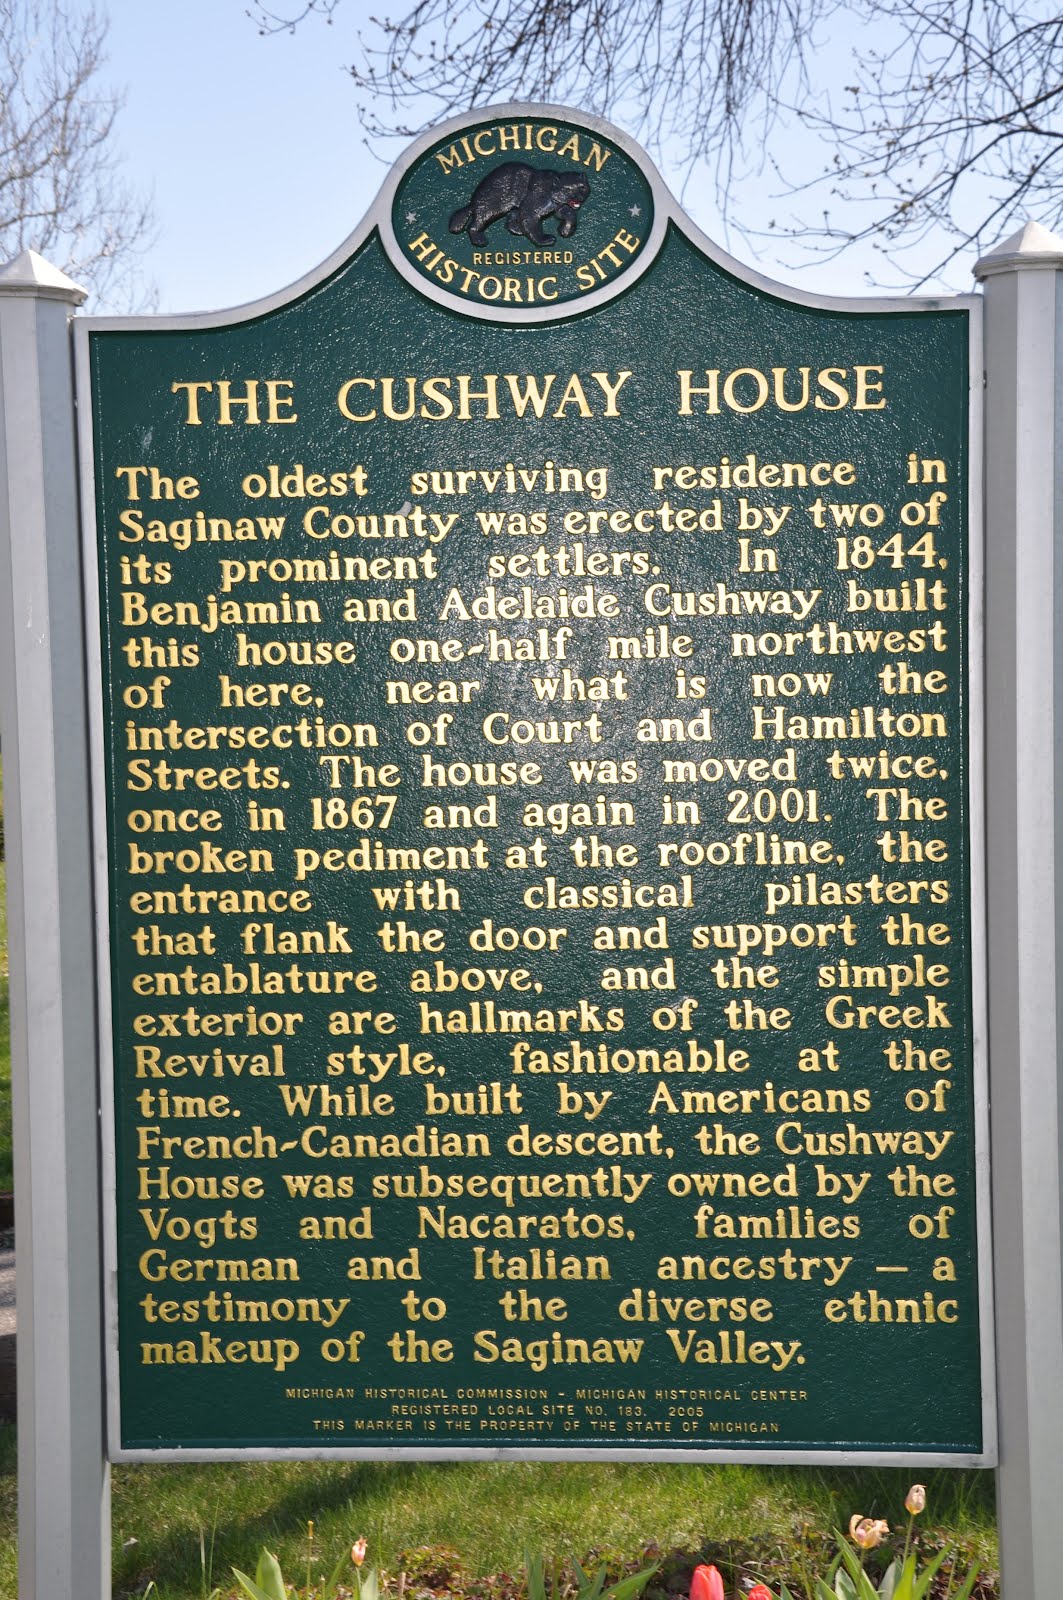 MICHIGAN
REGISTERED
HISTORIC SITE
THE CUSHWAY HOUSE
The oldest surviving residence in
Saginaw County was erected by two of
its prominent settlers. In 1844,
Benjamin and Adelaide Cushway built
this house one-half mile northwest
of here, near what is now the
intersection of Court and Hamilton
Streets. The house was moved twice,
once in 1867 and again in 2001. The
broken pediment at the roofline, the
entrance with classical pilasters
that flank the door and support the
entablature above, and the simple
exterior are hallmarks of the Greek
Revival style, fashionable at the
time. While built by Americans of
French-Canadian descent, the Cushway
House was subsequently owned by the
Vogts and Nacaratos, families of
German and Italian ancestry – a
testimony to the diverse ethnic
makeup of the Saginaw Valley.
MICHIGAN HISTORICAL COMMISSION - MICHIGAN HISTORICAL CENTER
REGISTERED LOCAL SITE NO. 183, 2005
THIS MARKER IS THE PROPERTY OF THE STATE OF MICHIGAN